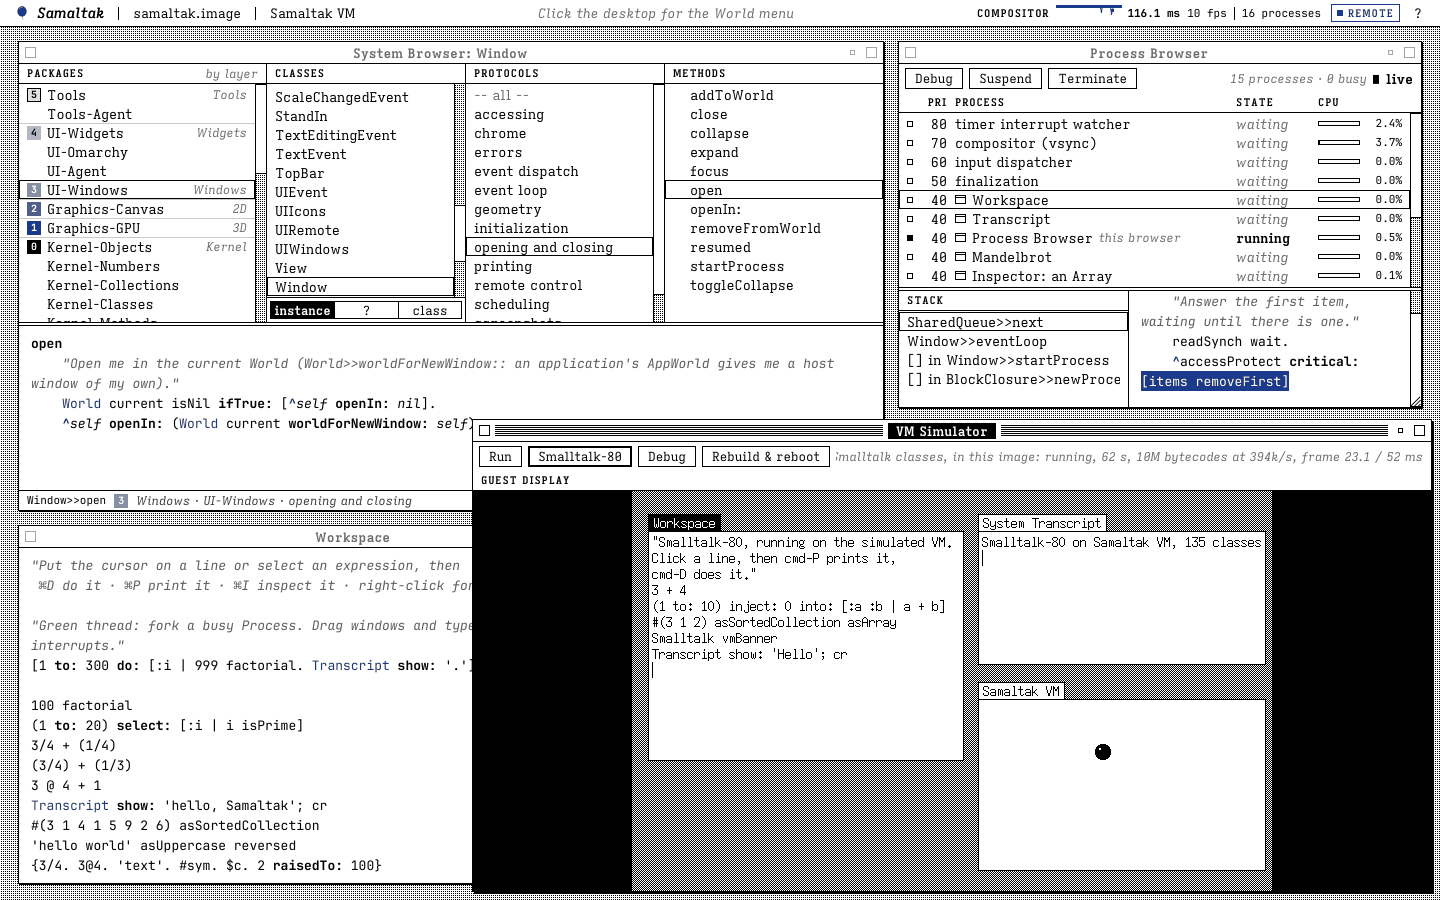 Samaltak | samaltak.image | Samaltak VM
Click the desktop for the World menu
COMPOSITOR 116.1 ms 10 fps | 16 processes REMOTE ?
System Browser: Window
PACKAGES by layer
5 Tools Tools
Tools-Agent
4 UI-Widgets Widgets
UI-Omarchy
UI-Agent
3 UI-Windows Windows
2 Graphics-Canvas 2D
1 Graphics-GPU 3D
0 Kernel-Objects Kernel
Kernel-Numbers
Kernel-Collections
Kernel-Classes
Kernel-Methods
CLASSES
ScaleChangedEvent
StandIn
TextEditingEvent
TextEvent
TopBar
UIEvent
UIIcons
UIRemote
UIWindows
View
Window
instance ? class
PROTOCOLS
-- all --
accessing
chrome
errors
event dispatch
event loop
geometry
initialization
opening and closing
printing
remote control
scheduling
METHODS
addToWorld
close
collapse
expand
focus
open
openIn:
removeFromWorld
resumed
startProcess
toggleCollapse
open
"Open me in the current World (World>>worldForNewWindow:: an application's AppWorld gives me a host
window of my own)."
World current isNil ifTrue: [^self openIn: nil].
^self openIn: (World current worldForNewWindow: self)
Window>>open 3 Windows · UI-Windows · opening and closing
Process Browser
Debug Suspend Terminate 15 processes · 0 busy live
PRI PROCESS STATE CPU
80 timer interrupt watcher waiting 2.4%
70 compositor (vsync) waiting 3.7%
60 input dispatcher waiting 0.0%
50 finalization waiting 0.0%
40 Workspace waiting 0.0%
40 Transcript waiting 0.0%
40 Process Browser this browser running 0.5%
40 Mandelbrot waiting 0.0%
40 Inspector: an Array waiting 0.1%
STACK
SharedQueue>>next
Window>>eventLoop
[] in Window>>startProcess
[] in BlockClosure>>newProce
"Answer the first item,
waiting until there is one."
readSynch wait.
^accessProtect critical:
[items removeFirst]
Workspace
"Put the cursor on a line or select an expression, then
⌘D do it · ⌘P print it · ⌘I inspect it · right-click for
"Green thread: fork a busy Process. Drag windows and type
interrupts."
[1 to: 300 do: [:i | 999 factorial. Transcript show: '.']
100 factorial
(1 to: 20) select: [:i | i isPrime]
3/4 + (1/4)
(3/4) + (1/3)
3 @ 4 + 1
Transcript show: 'hello, Samaltak'; cr
#(3 1 4 1 5 9 2 6) asSortedCollection
'hello world' asUppercase reversed
{3/4. 3@4. 'text'. #sym. $c. 2 raisedTo: 100}
VM Simulator
Run Smalltalk-80 Debug Rebuild & reboot Smalltalk classes, in this image: running, 62 s, 10M bytecodes at 394k/s, frame 23.1 / 52 ms
GUEST DISPLAY
Workspace
"Smalltalk-80, running on the simulated VM.
Click a line, then cmd-P prints it,
cmd-D does it."
3 + 4
(1 to: 10) inject: 0 into: [:a :b | a + b]
#(3 1 2) asSortedCollection asArray
Smalltalk vmBanner
Transcript show: 'Hello'; cr
System Transcript
Smalltalk-80 on Samaltak VM, 135 classes
Samaltak VM